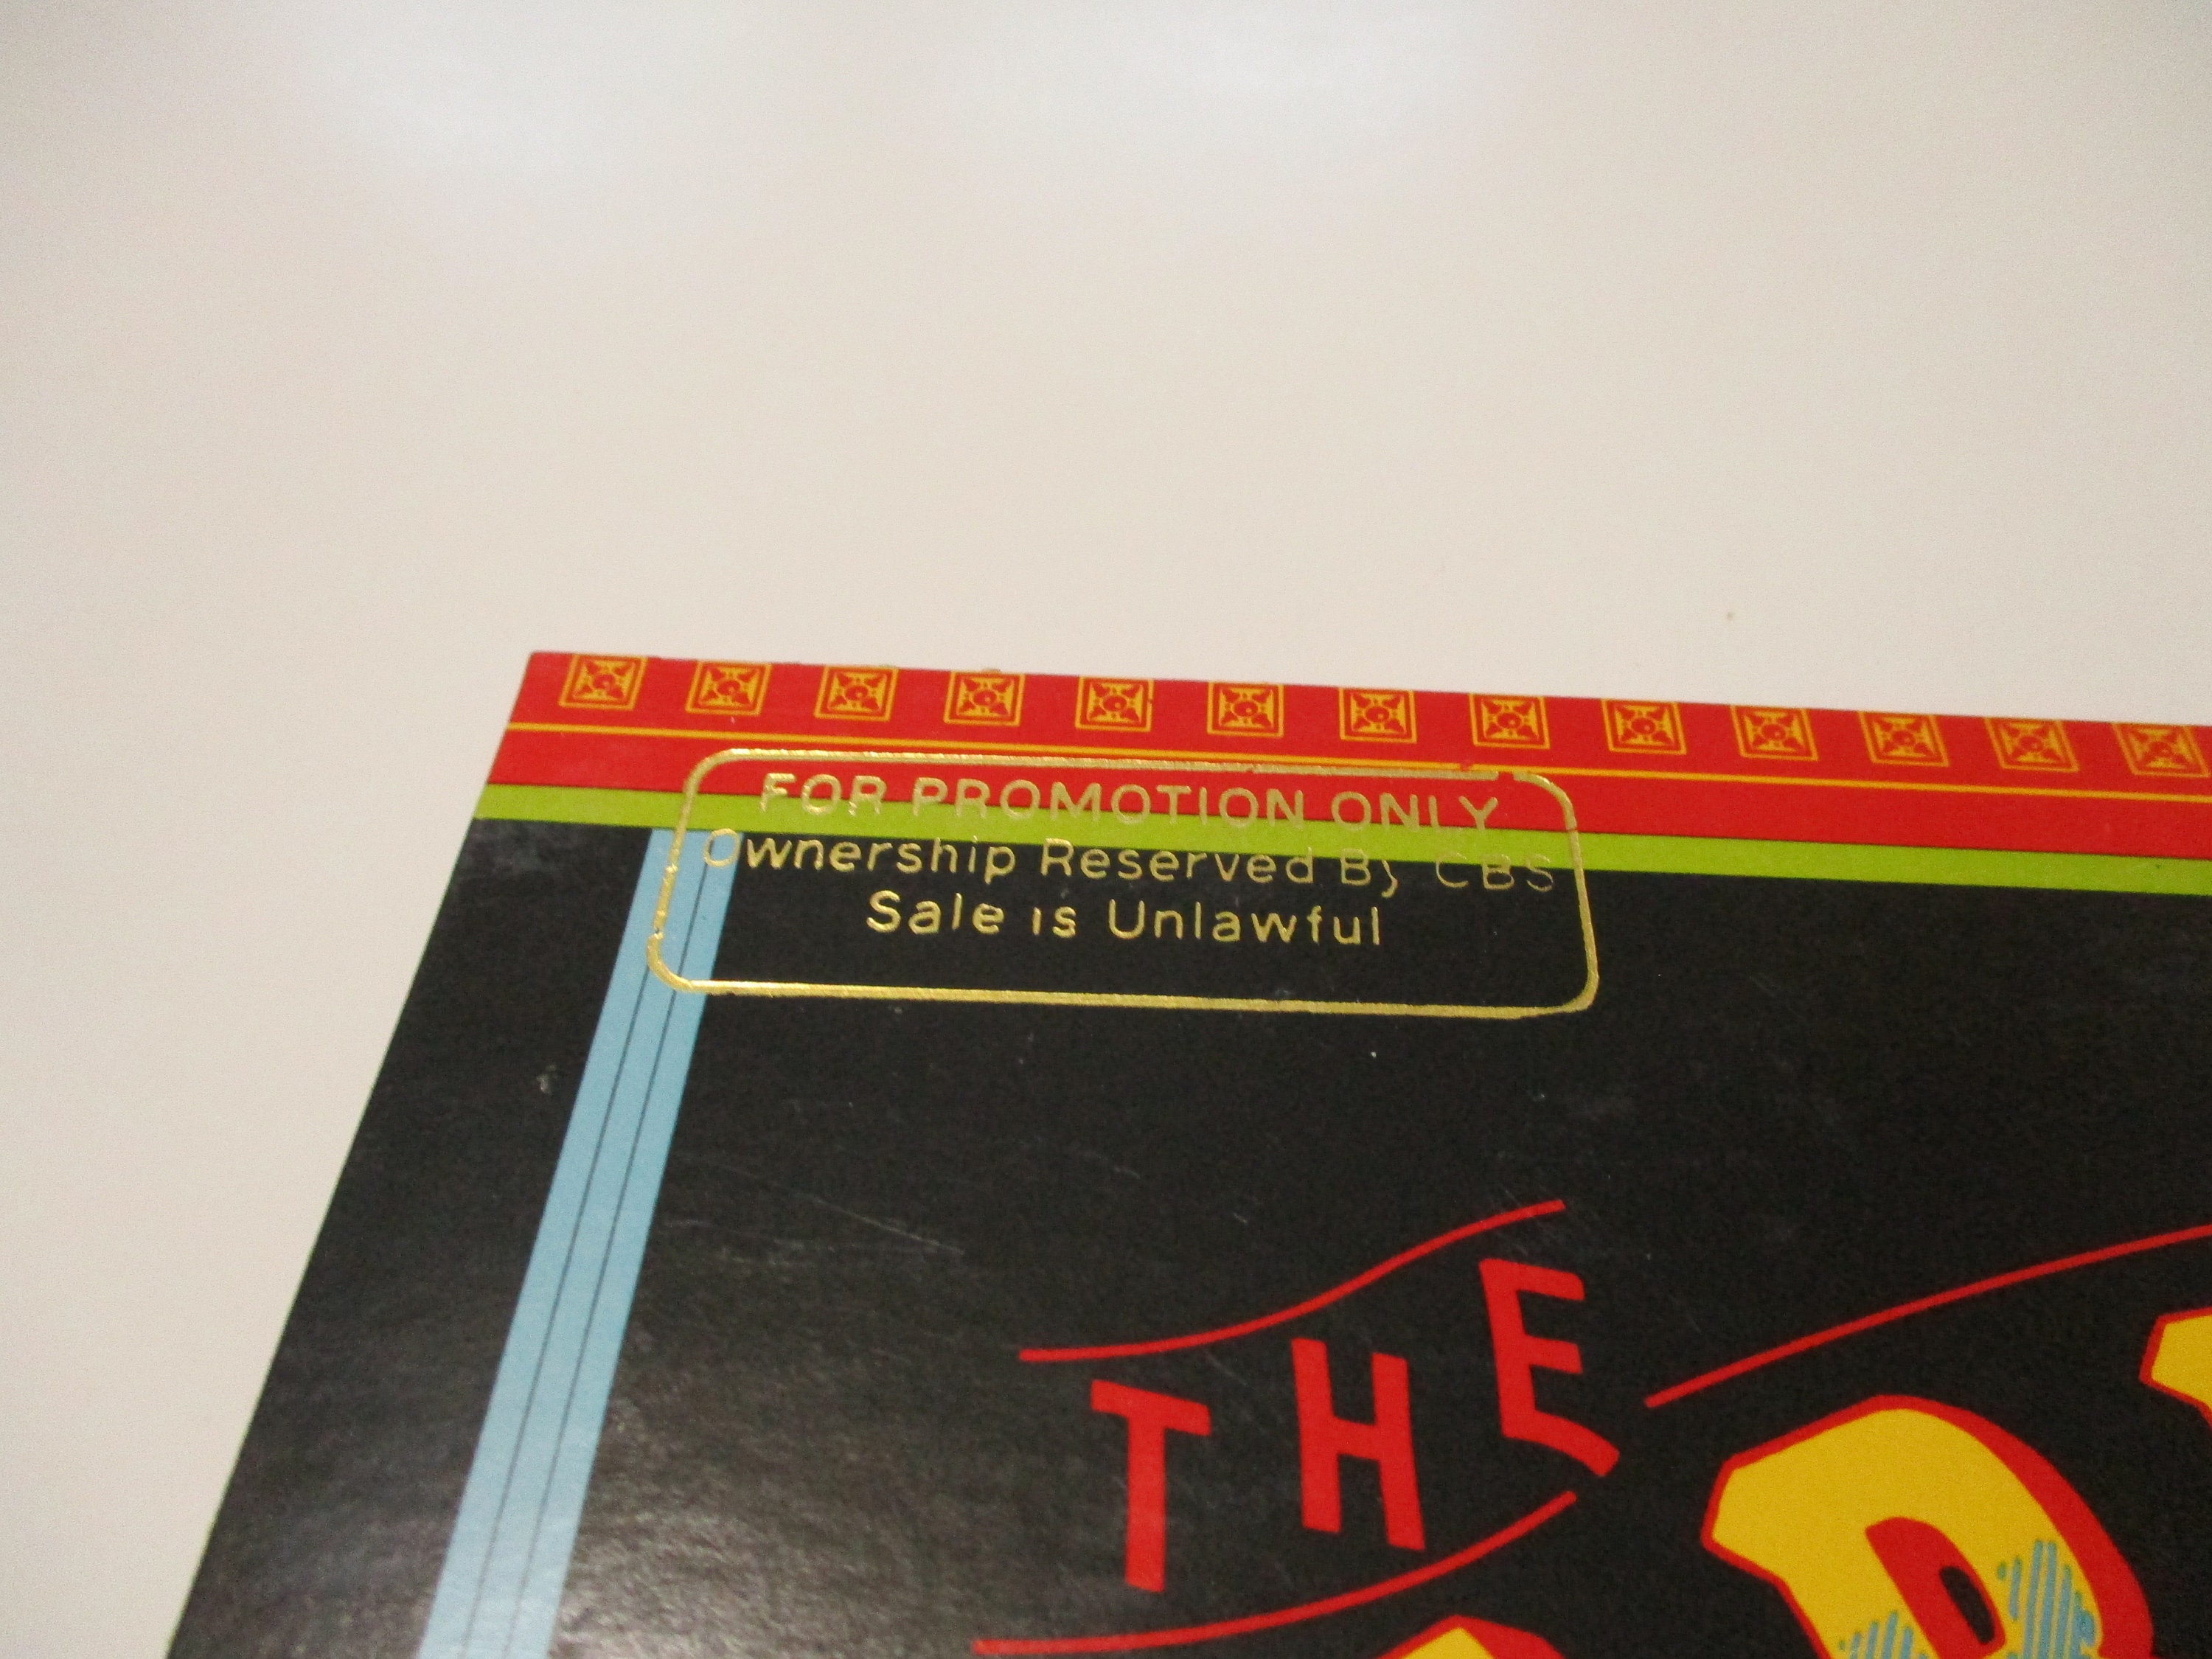 FOR PROMOTION ONLY
Ownership Reserved By CBS
Sale is Unlawful
THE